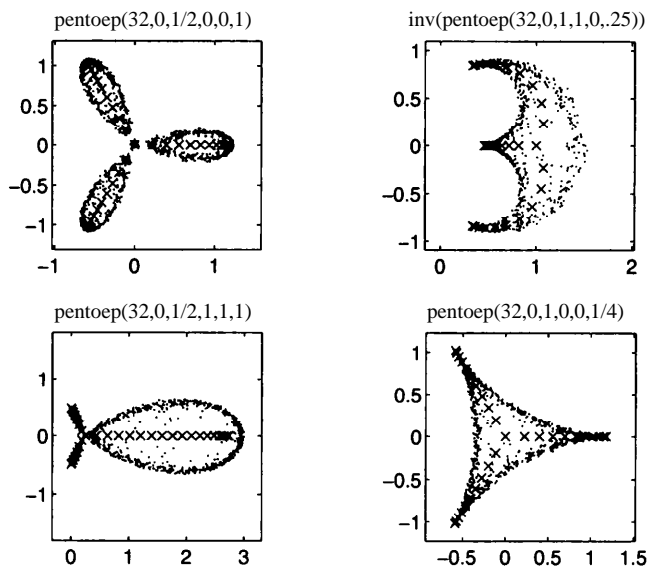 pentoep(32,0,1/2,0,0,1)
1
0.5
0
−0.5
−1
−1 0 1
inv(pentoep(32,0,1,1,0,.25))
1
0.5
0
−0.5
−1
0 1 2
pentoep(32,0,1/2,1,1,1)
1
0
−1
0 1 2 3
pentoep(32,0,1,0,0,1/4)
1
0.5
0
−0.5
−1
−0.5 0 0.5 1 1.5